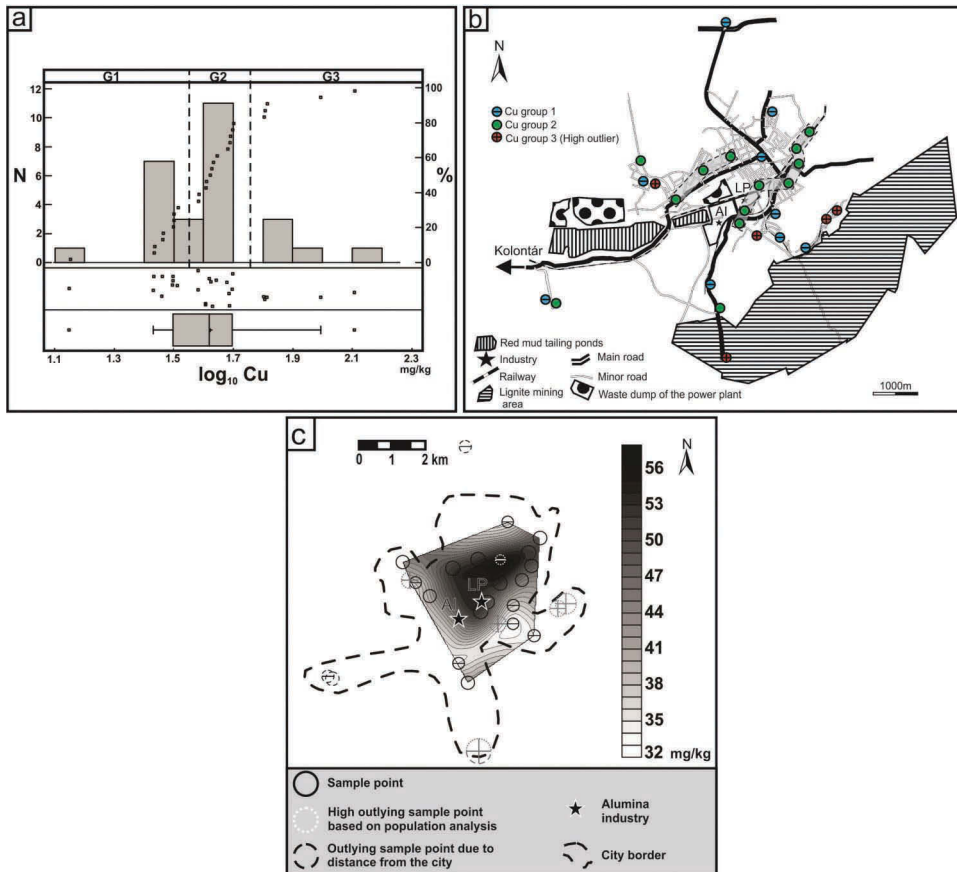 a
G1 G2 G3
12
10
8
6
4
2
0
N
100
80
60
40
20
0
%
1.1 1.3 1.5 1.7 1.9 2.1 2.3
log10 Cu
mg/kg
b
N
Cu group 1
Cu group 2
Cu group 3 (High outlier)
LP
AI
Kolontár
Red mud tailing ponds
Industry
Railway
Lignite mining
area
Main road
Minor road
Waste dump of the power plant
1000m
c
0 1 2 km
N
LP
AI
56
53
50
47
44
41
38
35
32 mg/kg
Sample point
High outlying sample point
based on population analysis
Outlying sample point due to
distance from the city
Alumina
industry
City border